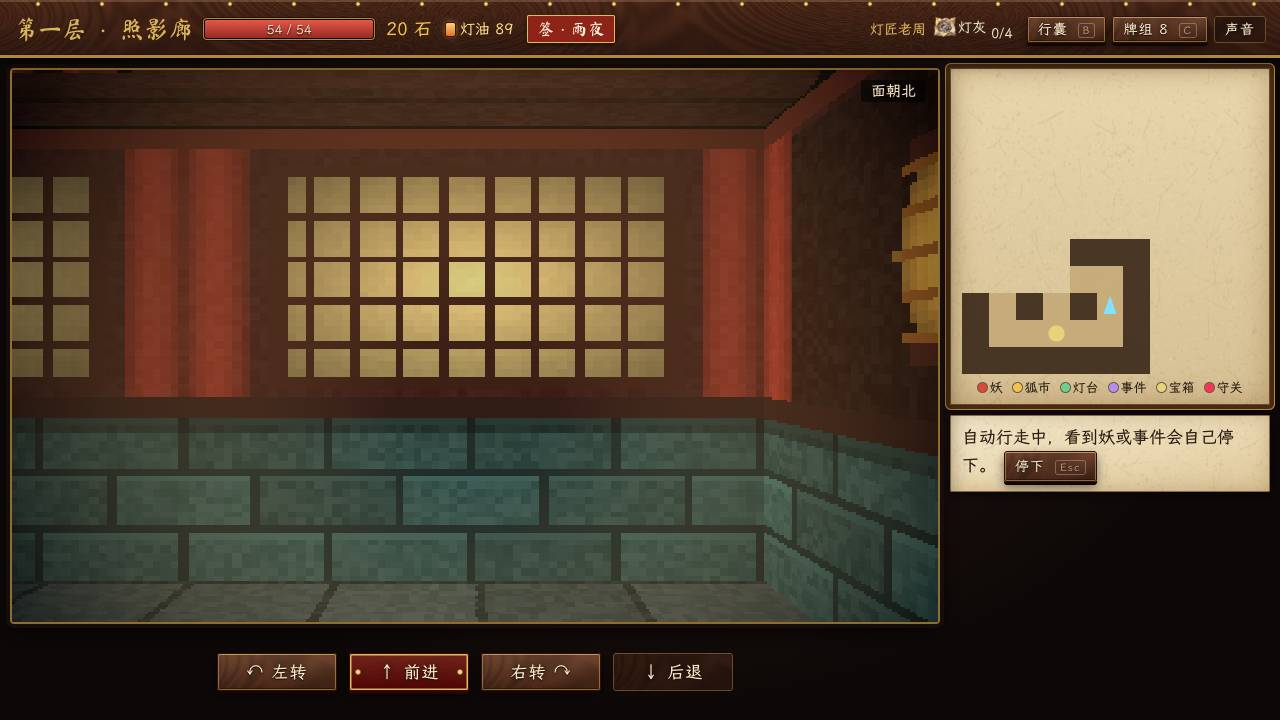 第一层 · 照影廊
54 / 54
20 石
灯油 89
签 · 雨夜
灯匠老周
灯灰 0/4
行囊 B
牌组 8 C
声音
面朝北
妖 狐市 灯台 事件 宝箱 守关
自动行走中，看到妖或事件会自己停
下。 停下 Esc
↶ 左转
↑ 前进
右转 ↷
↓ 后退